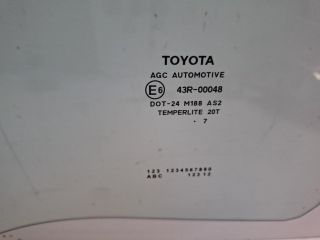 TOYOTA
AGC AUTOMOTIVE
E6 43R-00048
DOT-24 M188 AS2
TEMPERLITE 20T
· 7
123 1234567890
ABC 12312